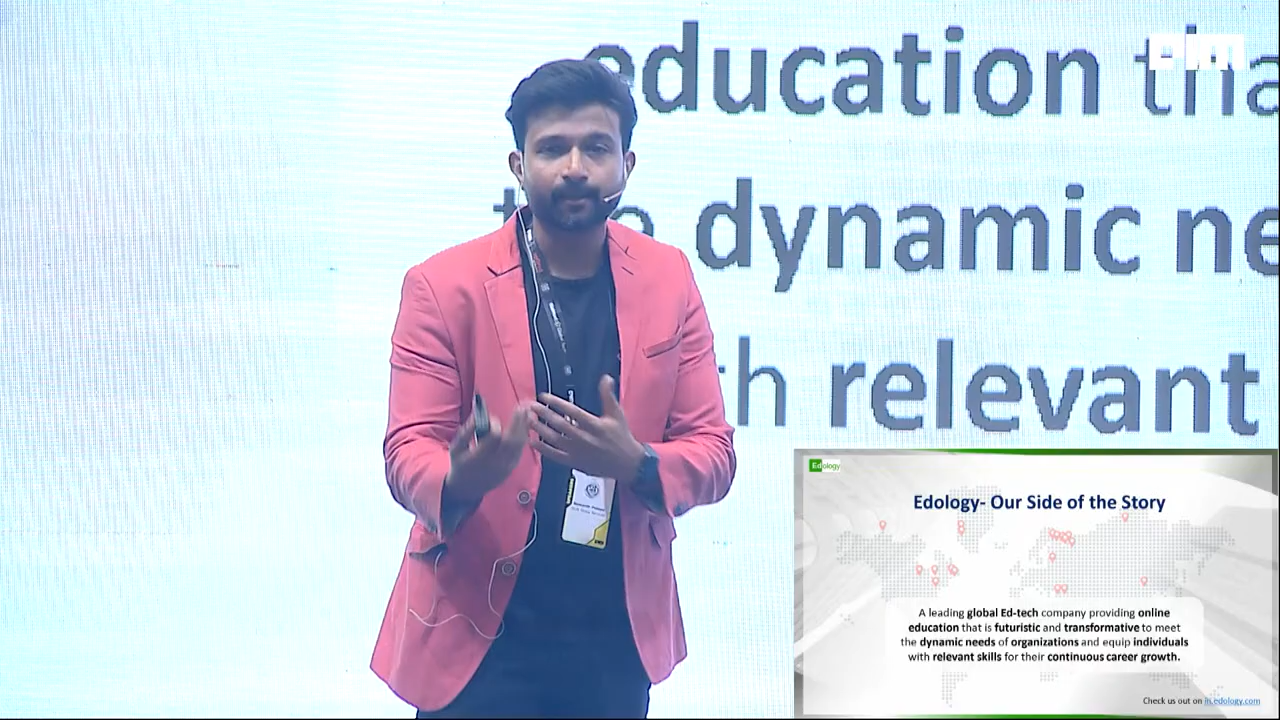 education tha
aim
dynamic ne
th relevant
Edology
Edology- Our Side of the Story
A leading global Ed-tech company providing online
education that is futuristic and transformative to meet
the dynamic needs of organizations and equip individuals
with relevant skills for their continuous career growth.
Check us out on in.edology.com